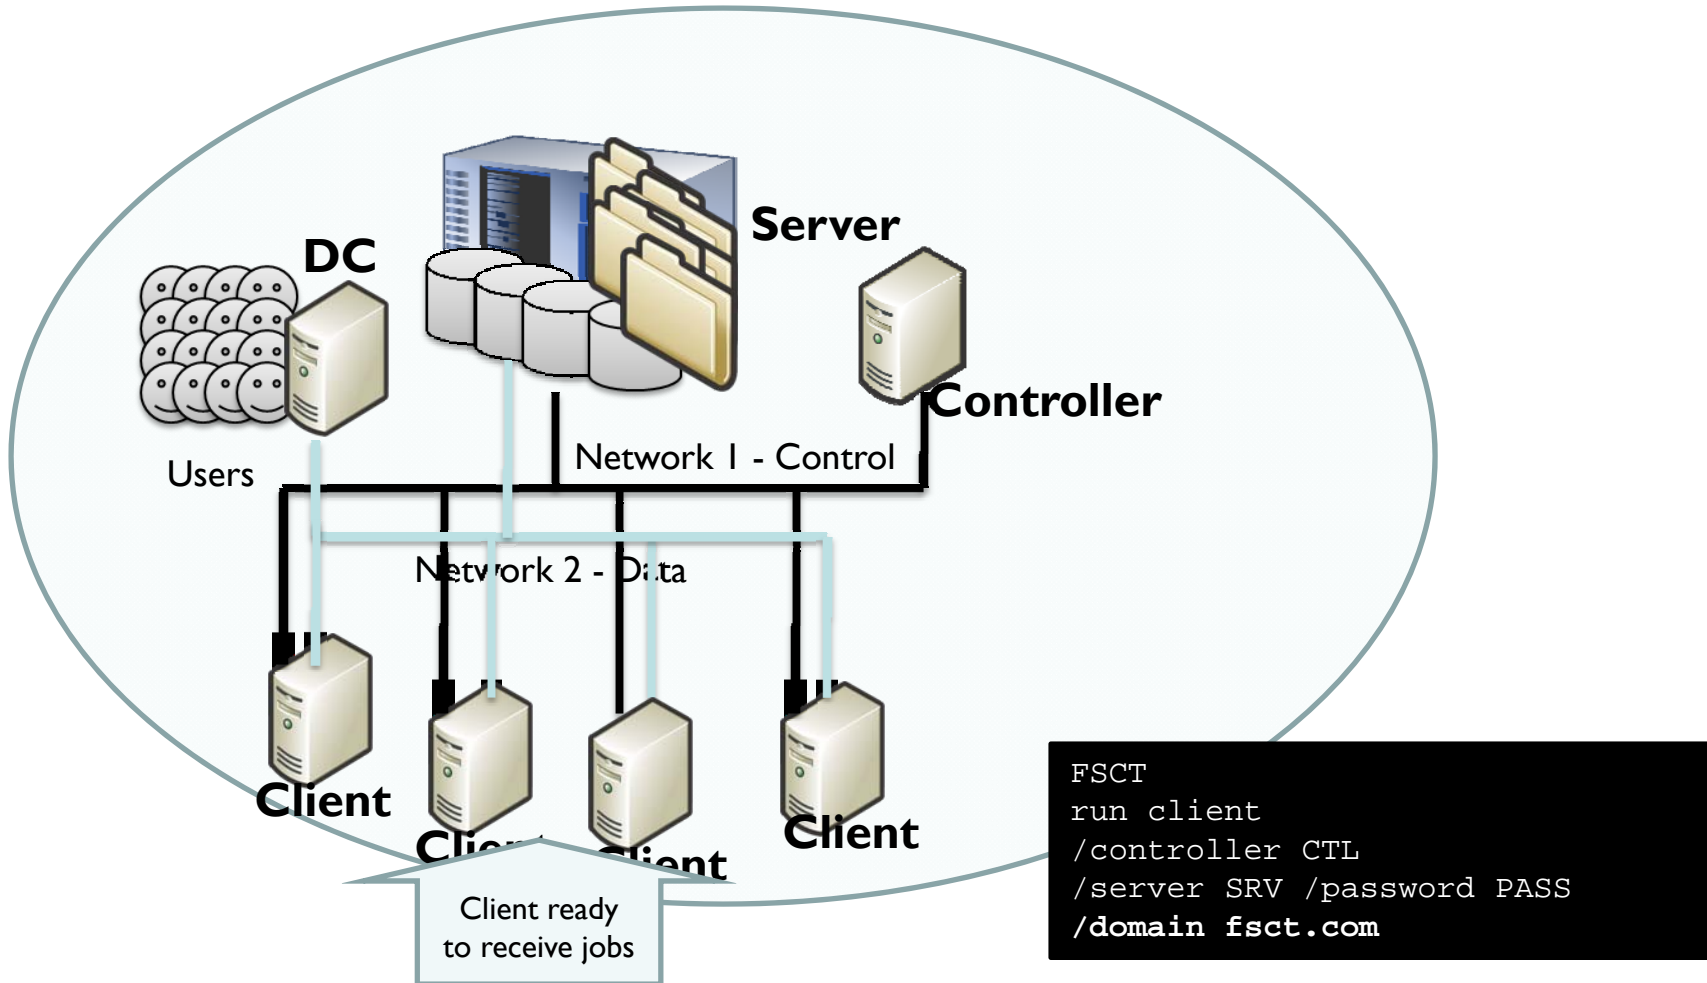 Server
DC
Controller
Network 1 - Control
Users
Network 2 - Data
Client
Client
Client
Client
Client ready
to receive jobs
FSCT
run client
/controller CTL
/server SRV /password PASS
/domain fsct.com